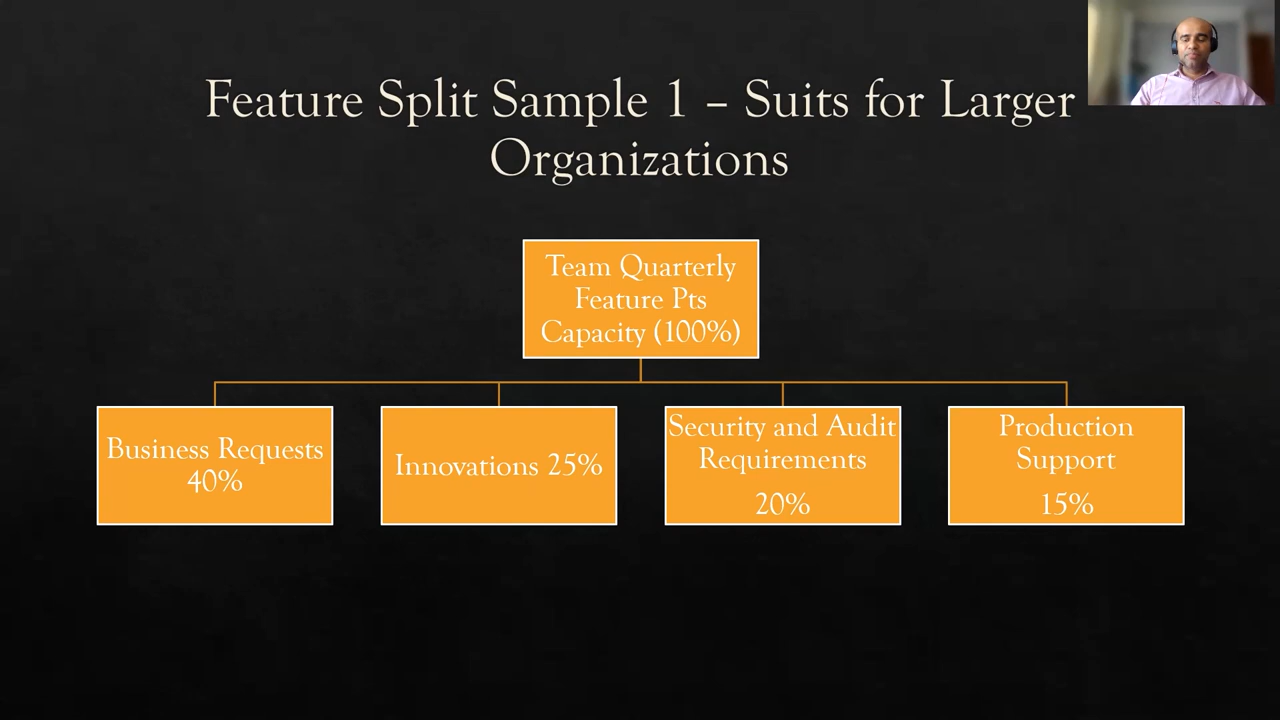 Feature Split Sample 1 – Suits for Larger
Organizations
Team Quarterly
Feature Pts
Capacity (100%)
Business Requests
40%
Innovations 25%
Security and Audit
Requirements
20%
Production
Support
15%